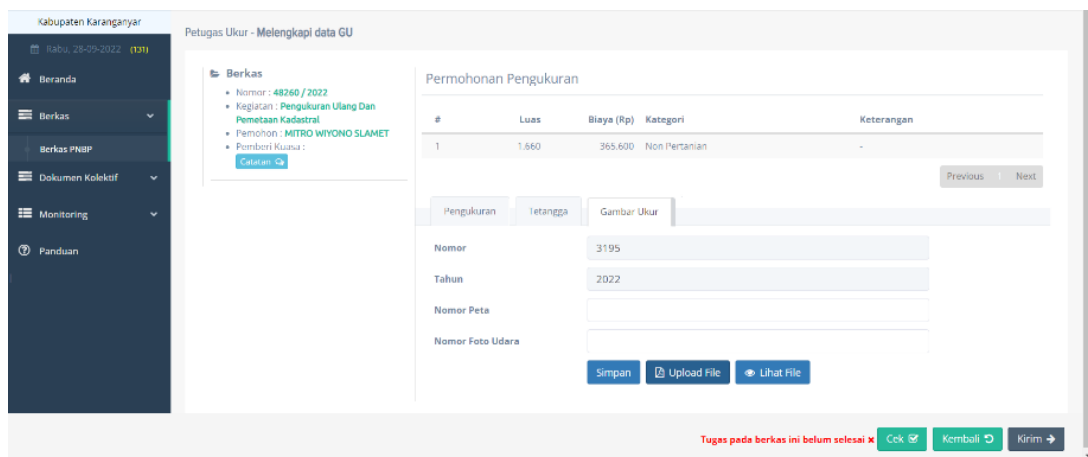 Kabupaten Karanganyar
Rabu, 28-09-2022 (131)
Beranda
Berkas
Berkas PNBP
Dokumen Kolektif
Monitoring
Panduan
Petugas Ukur - Melengkapi data GU
Berkas
• Nomor : 48260 / 2022
• Kegiatan : Pengukuran Ulang Dan
Pemetaan Kadastral
• Pemohon : MITRO WIYONO SLAMET
• Pemberi Kuasa :
Catatan
Permohonan Pengukuran
# Luas Biaya (Rp) Kategori Keterangan
1 1.660 365.600 Non Pertanian -
Previous 1 Next
Pengukuran Tetangga Gambar Ukur
Nomor 3195
Tahun 2022
Nomor Peta
Nomor Foto Udara
Simpan Upload File Lihat File
Tugas pada berkas ini belum selesai x Cek Kembali Kirim